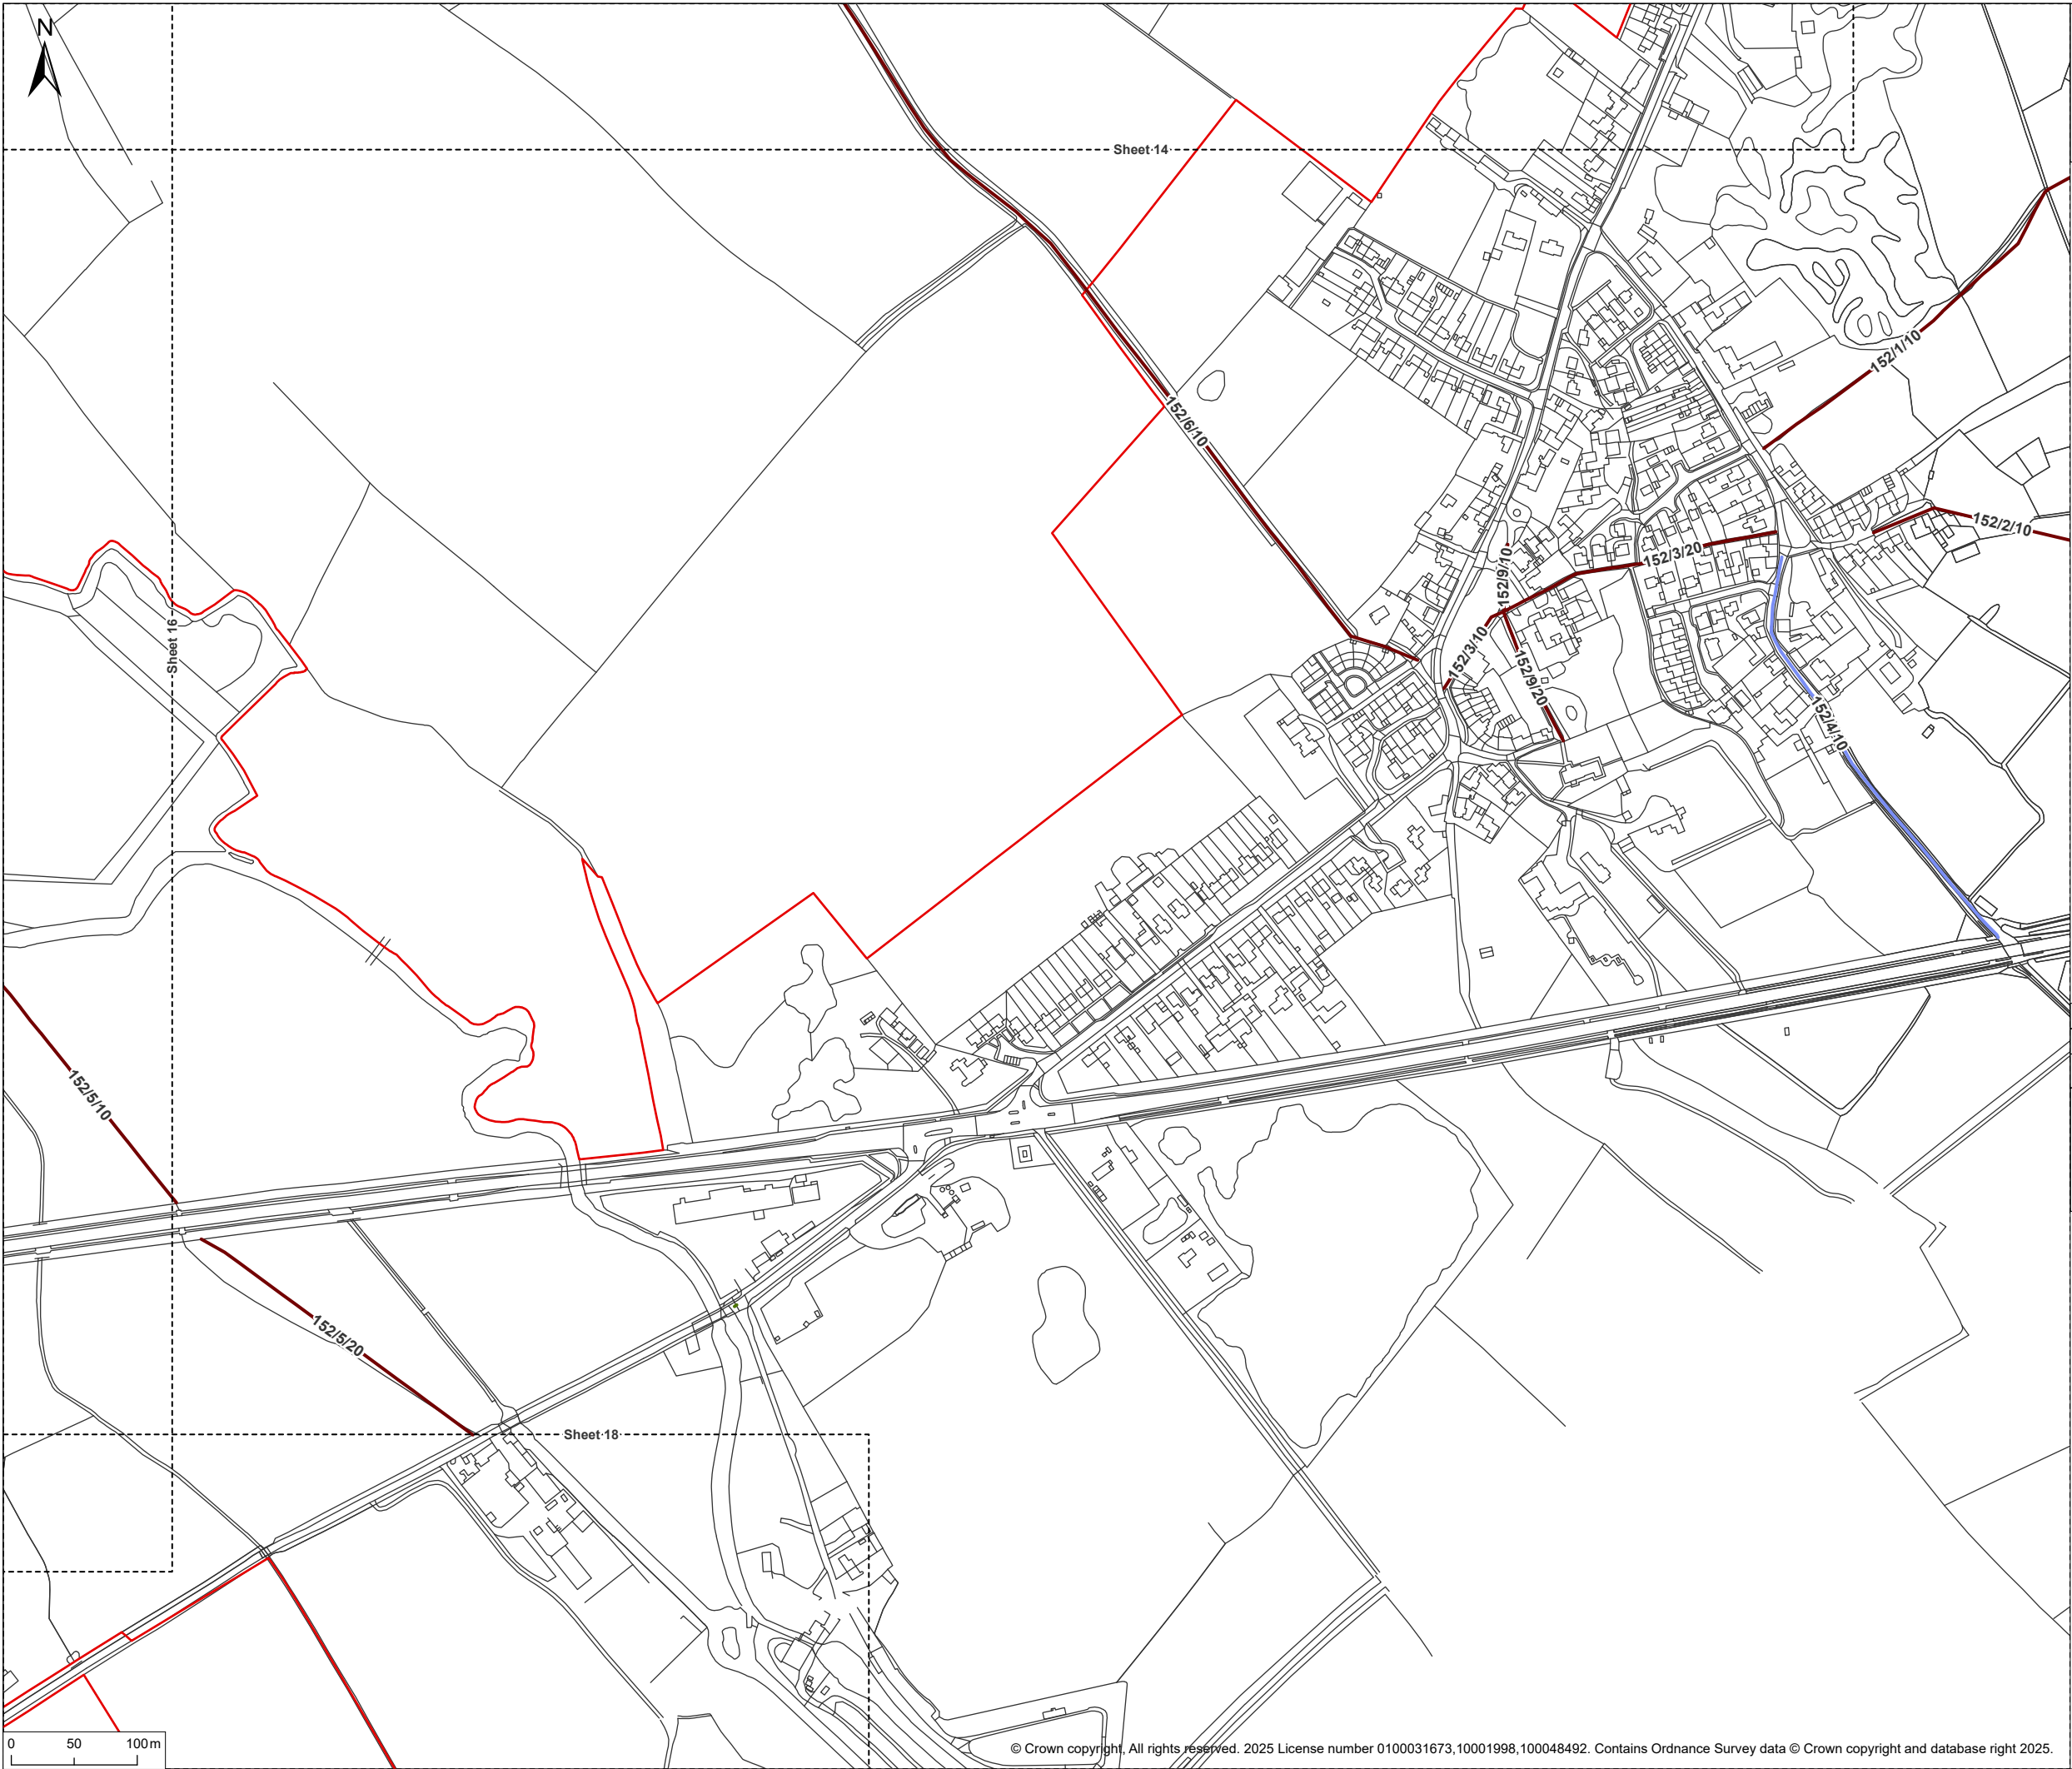 N
Sheet 14
152/1/10
152/6/10
152/2/10
152/9/10
152/3/20
Sheet 16
152/3/10
152/9/20
152/4/10
152/5/10
152/5/20
Sheet 18
0 50 100m
© Crown copyright, All rights reserved. 2025 License number 0100031673,10001998,100048492. Contains Ordnance Survey data © Crown copyright and database right 2025.